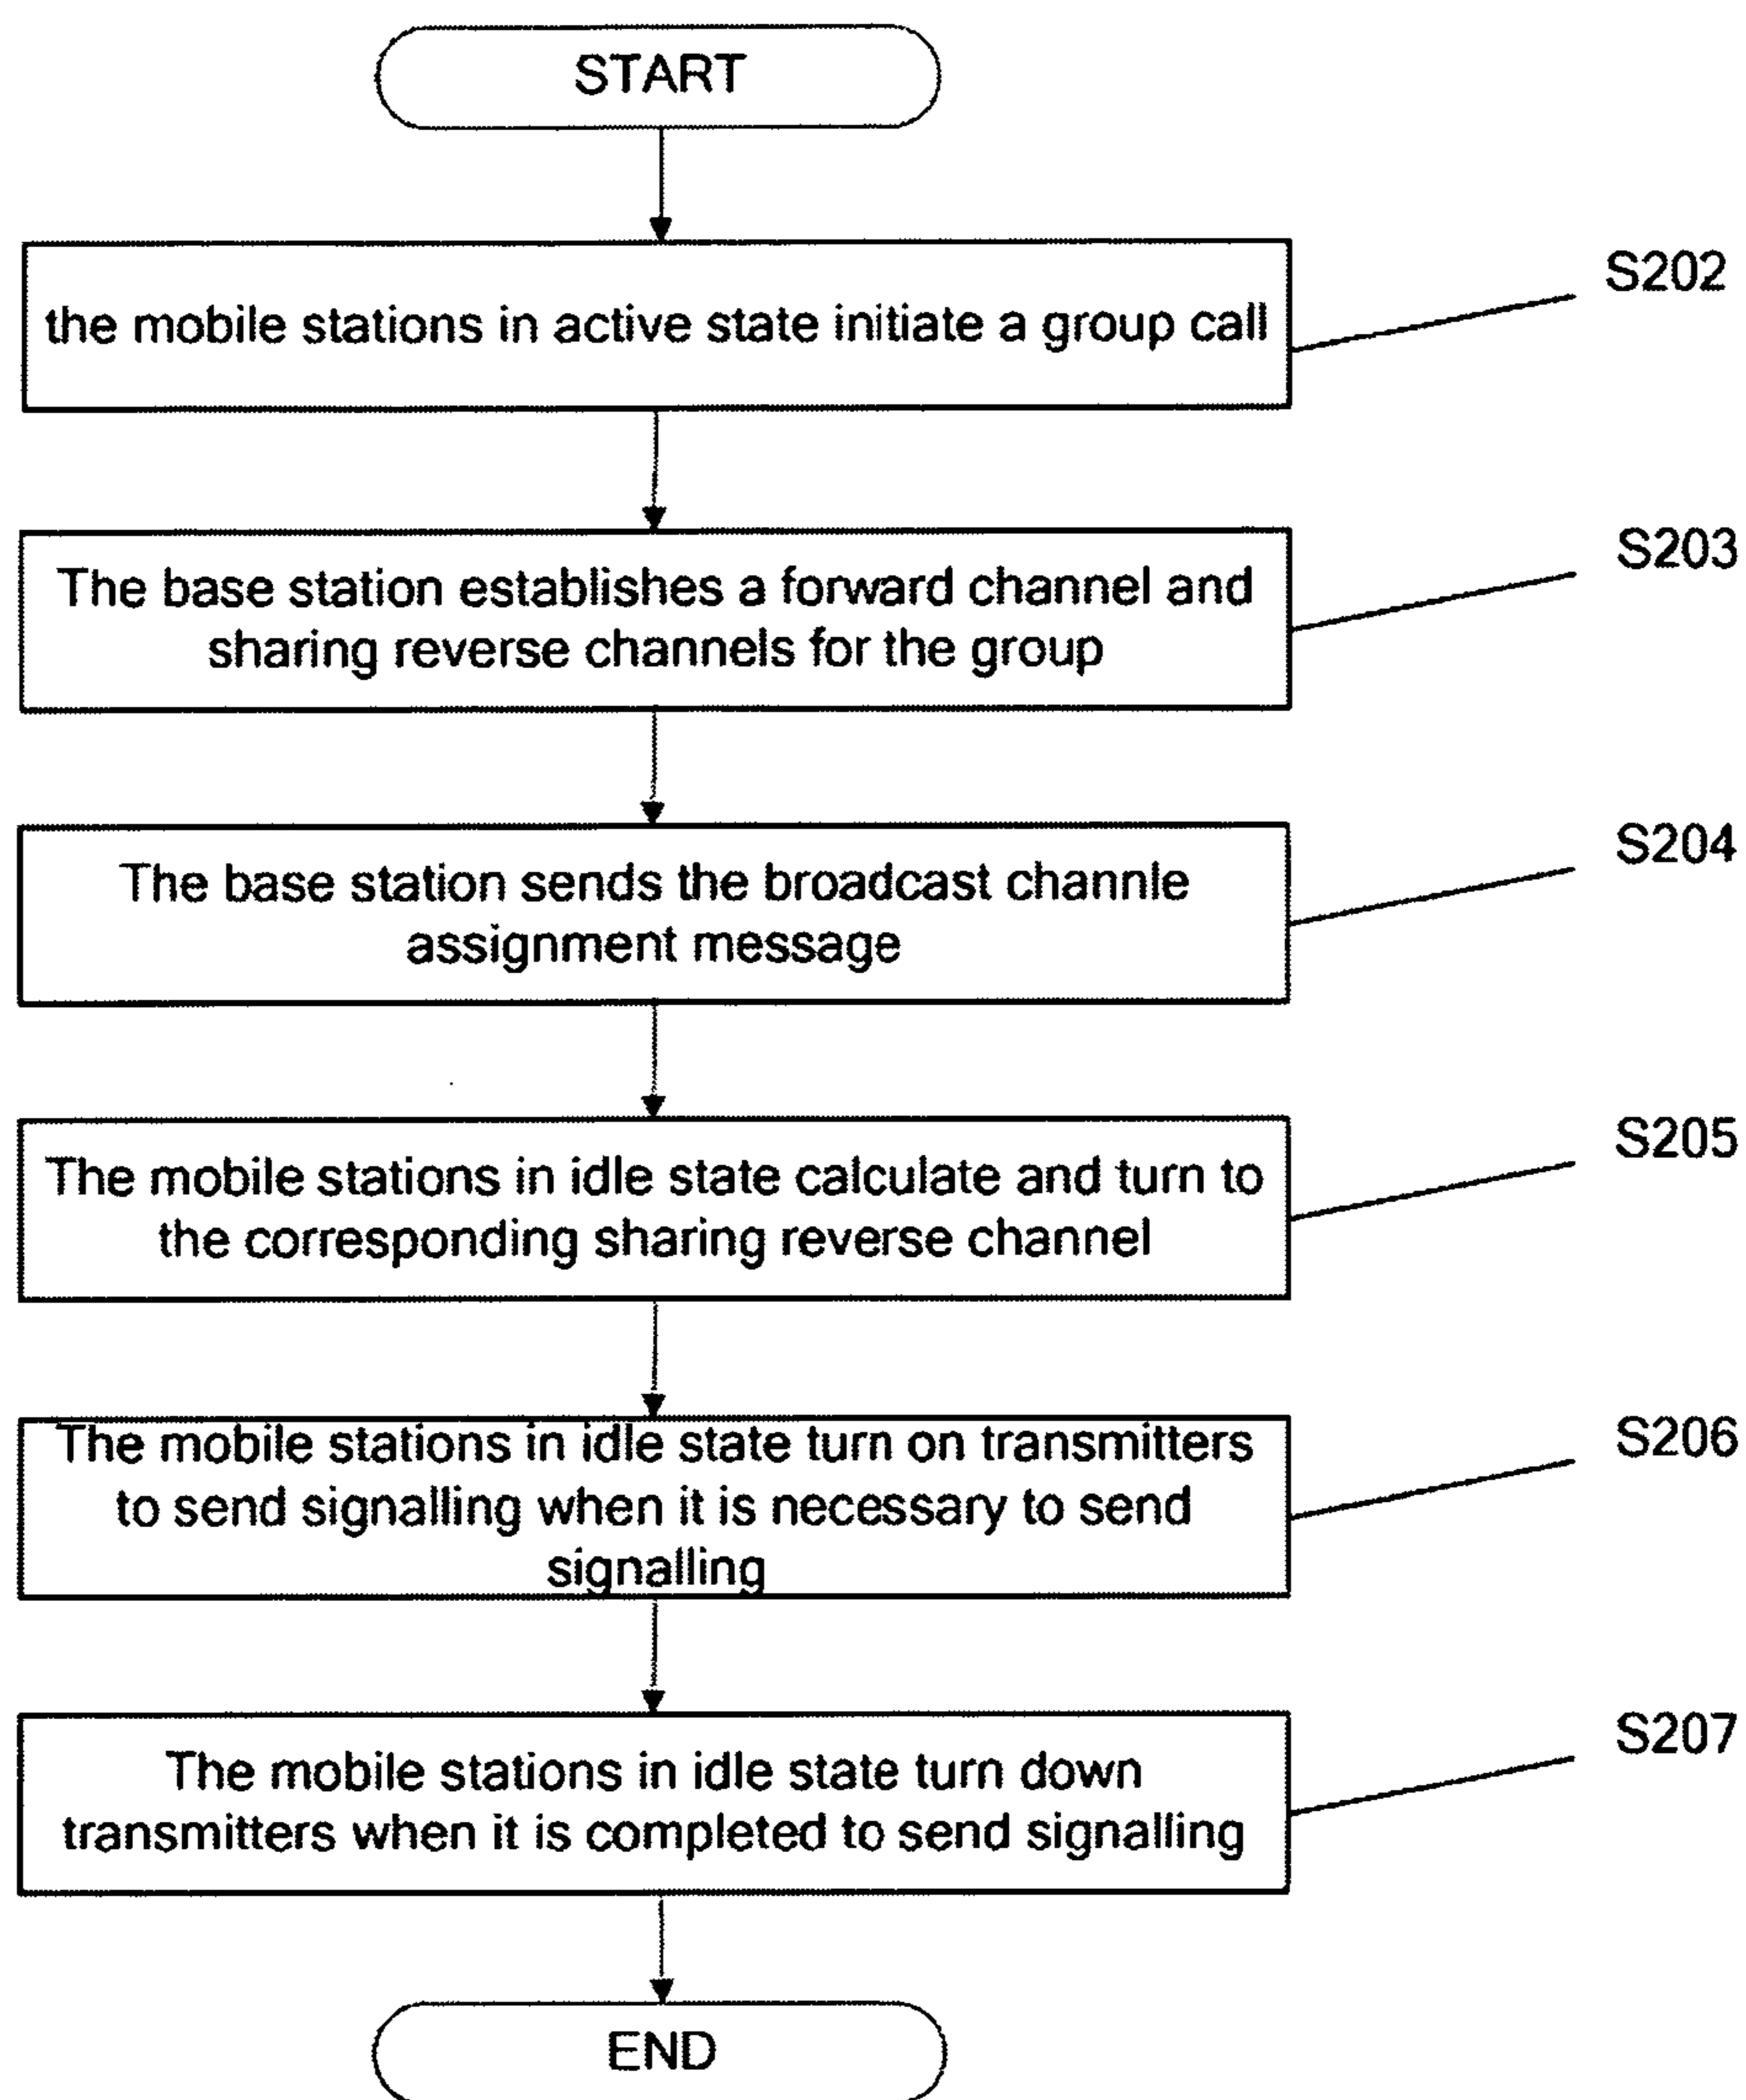 START
the mobile stations in active state initiate a group call
S202
The base station establishes a forward channel and
sharing reverse channels for the group
S203
The base station sends the broadcast channle
assignment message
S204
The mobile stations in idle state calculate and turn to
the corresponding sharing reverse channel
S205
The mobile stations in idle state turn on transmitters
to send signalling when it is necessary to send
signalling
S206
The mobile stations in idle state turn down
transmitters when it is completed to send signalling
S207
END